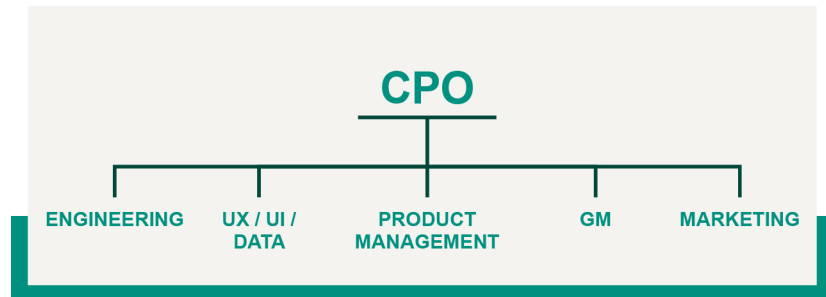 CPO
ENGINEERING
UX / UI /
DATA
PRODUCT
MANAGEMENT
GM
MARKETING